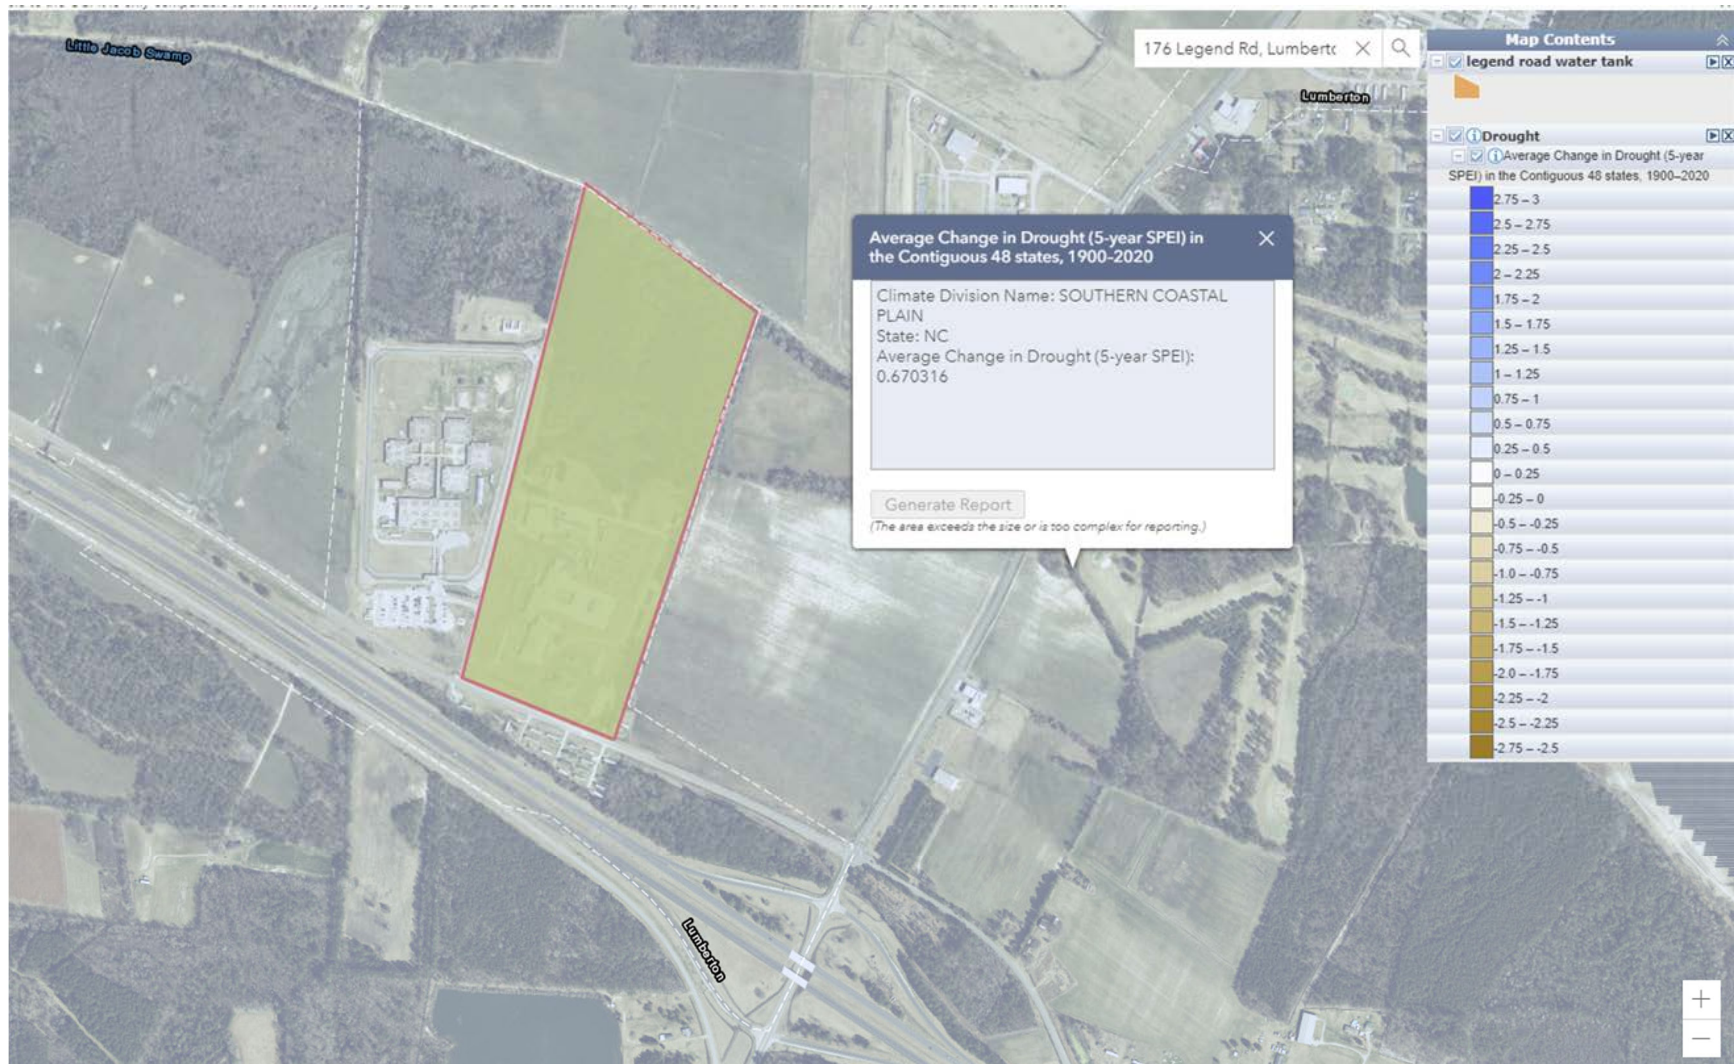 Little Jacob Swamp
176 Legend Rd, Lumberto
Lumberton
Map Contents
legend road water tank
Drought
Average Change in Drought (5-year
SPEI) in the Contiguous 48 states, 1900–2020
2.75 – 3
2.5 – 2.75
2.25 – 2.5
2 – 2.25
1.75 – 2
1.5 – 1.75
1.25 – 1.5
1 – 1.25
0.75 – 1
0.5 – 0.75
0.25 – 0.5
0 – 0.25
-0.25 – 0
-0.5 – -0.25
-0.75 – -0.5
-1.0 – -0.75
-1.25 – -1
-1.5 – -1.25
-1.75 – -1.5
-2.0 – -1.75
-2.25 – -2
-2.5 – -2.25
-2.75 – -2.5
Average Change in Drought (5-year SPEI) in
the Contiguous 48 states, 1900-2020
Climate Division Name: SOUTHERN COASTAL
PLAIN
State: NC
Average Change in Drought (5-year SPEI):
0.670316
Generate Report
(The area exceeds the size or is too complex for reporting.)
Lumberton